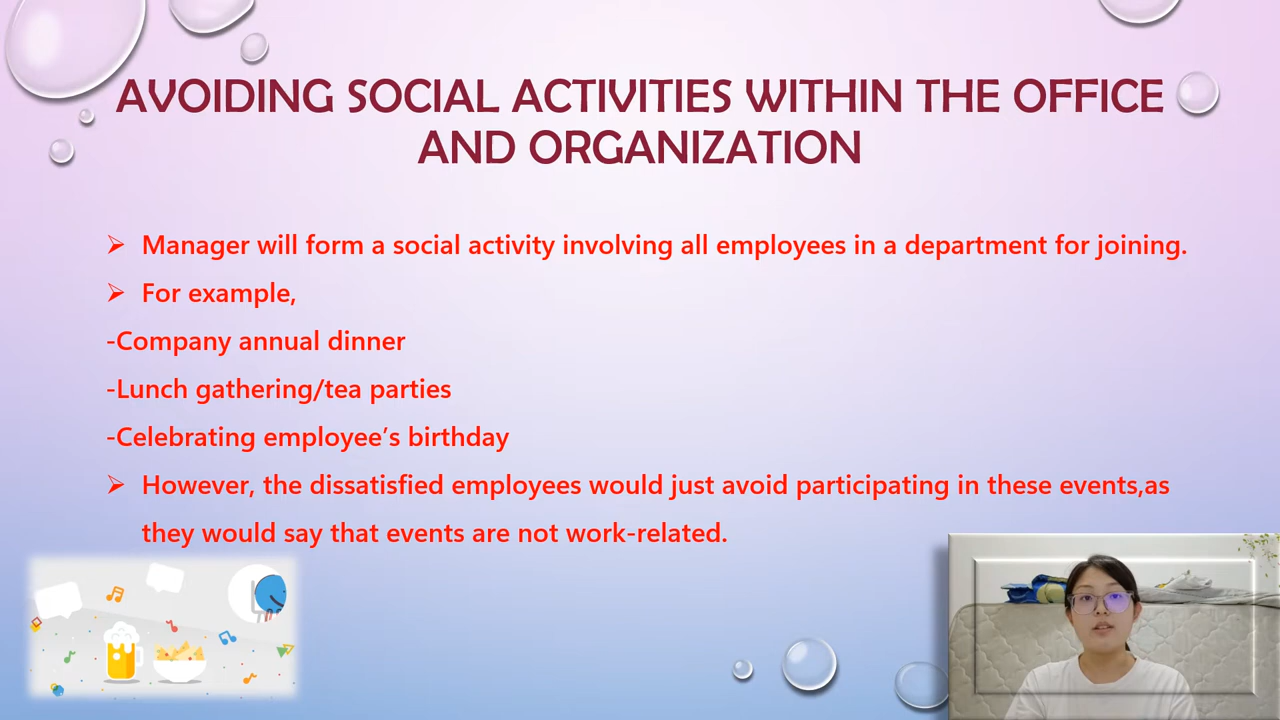 AVOIDING SOCIAL ACTIVITIES WITHIN THE OFFICE
AND ORGANIZATION
➢ Manager will form a social activity involving all employees in a department for joining.
➢ For example,
-Company annual dinner
-Lunch gathering/tea parties
-Celebrating employee’s birthday
➢ However, the dissatisfied employees would just avoid participating in these events,as
they would say that events are not work-related.